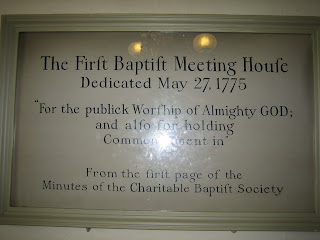 The Firſt Baptiſt Meeting Houſe
Dedicated May 27, 1775
"For the publick Worſhip of Almighty GOD;
and alſo for holding
Commencement in"
From the firſt page of the
Minutes of the Charitable Baptiſt Society